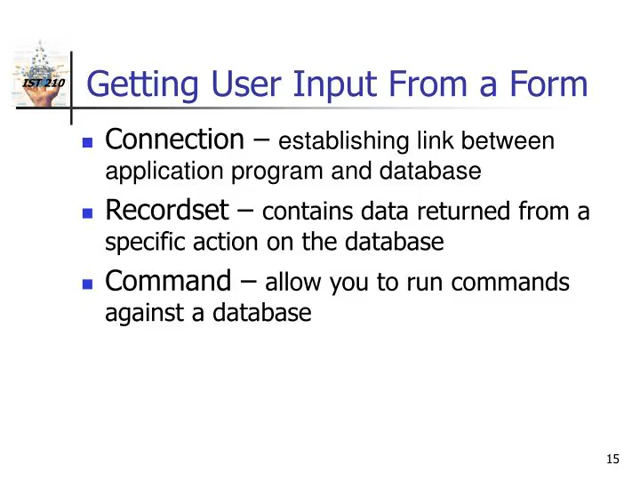 IST 210
Getting User Input From a Form
Connection – establishing link between
application program and database
Recordset – contains data returned from a
specific action on the database
Command – allow you to run commands
against a database
15